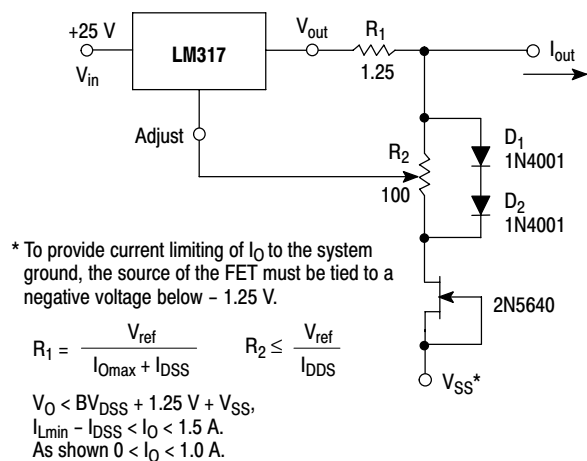 +25 V
V_in
LM317
V_out
R_1
1.25
I_out
Adjust
R_2
100
D_1
1N4001
D_2
1N4001
2N5640
V_SS*
* To provide current limiting of I_O to the system
ground, the source of the FET must be tied to a
negative voltage below – 1.25 V.
R_1 = V_ref / (I_Omax + I_DSS)
R_2 ≤ V_ref / I_DDS
V_O < BV_DSS + 1.25 V + V_SS,
I_Lmin – I_DSS < I_O < 1.5 A.
As shown 0 < I_O < 1.0 A.